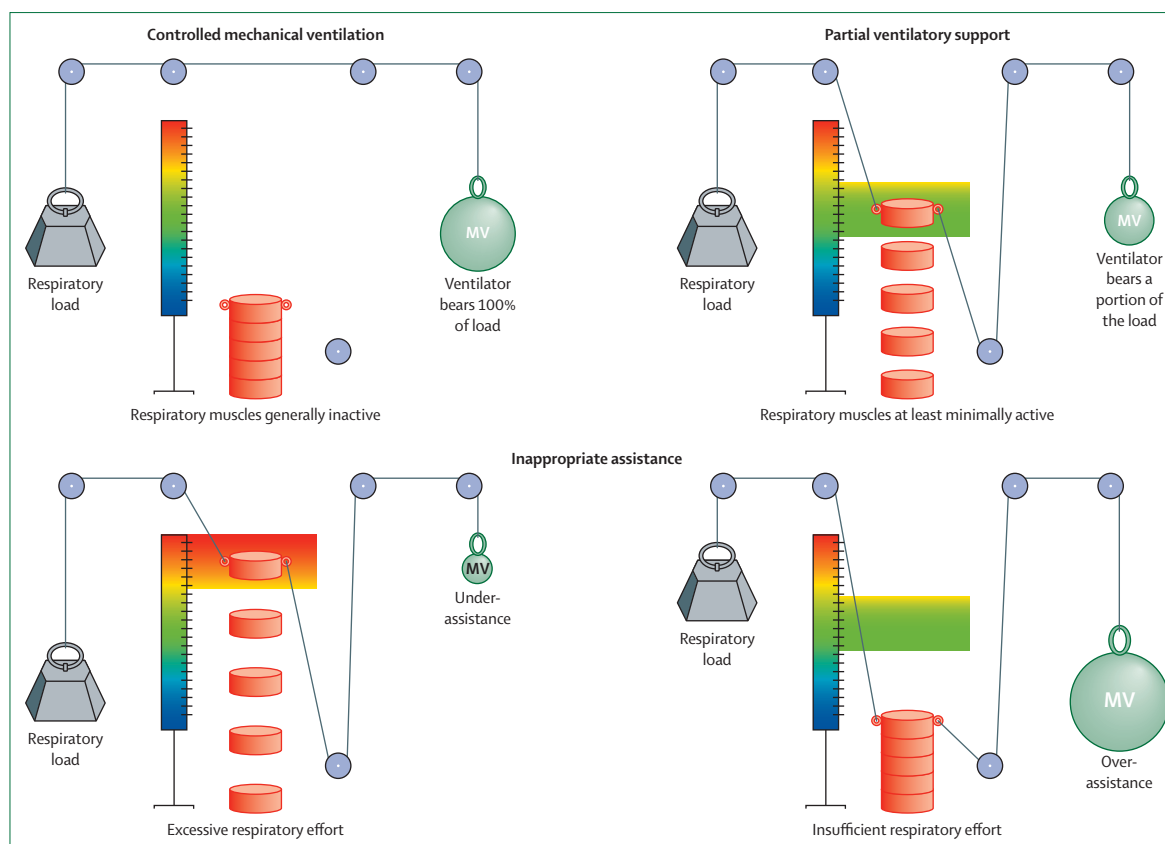 Controlled mechanical ventilation
Partial ventilatory support
MV
Respiratory
load
Ventilator
bears 100%
of load
Respiratory muscles generally inactive
MV
Respiratory
load
Ventilator
bears a
portion of
the load
Respiratory muscles at least minimally active
Inappropriate assistance
MV
Under-
assistance
Respiratory
load
Excessive respiratory effort
Respiratory
load
MV
Over-
assistance
Insufficient respiratory effort